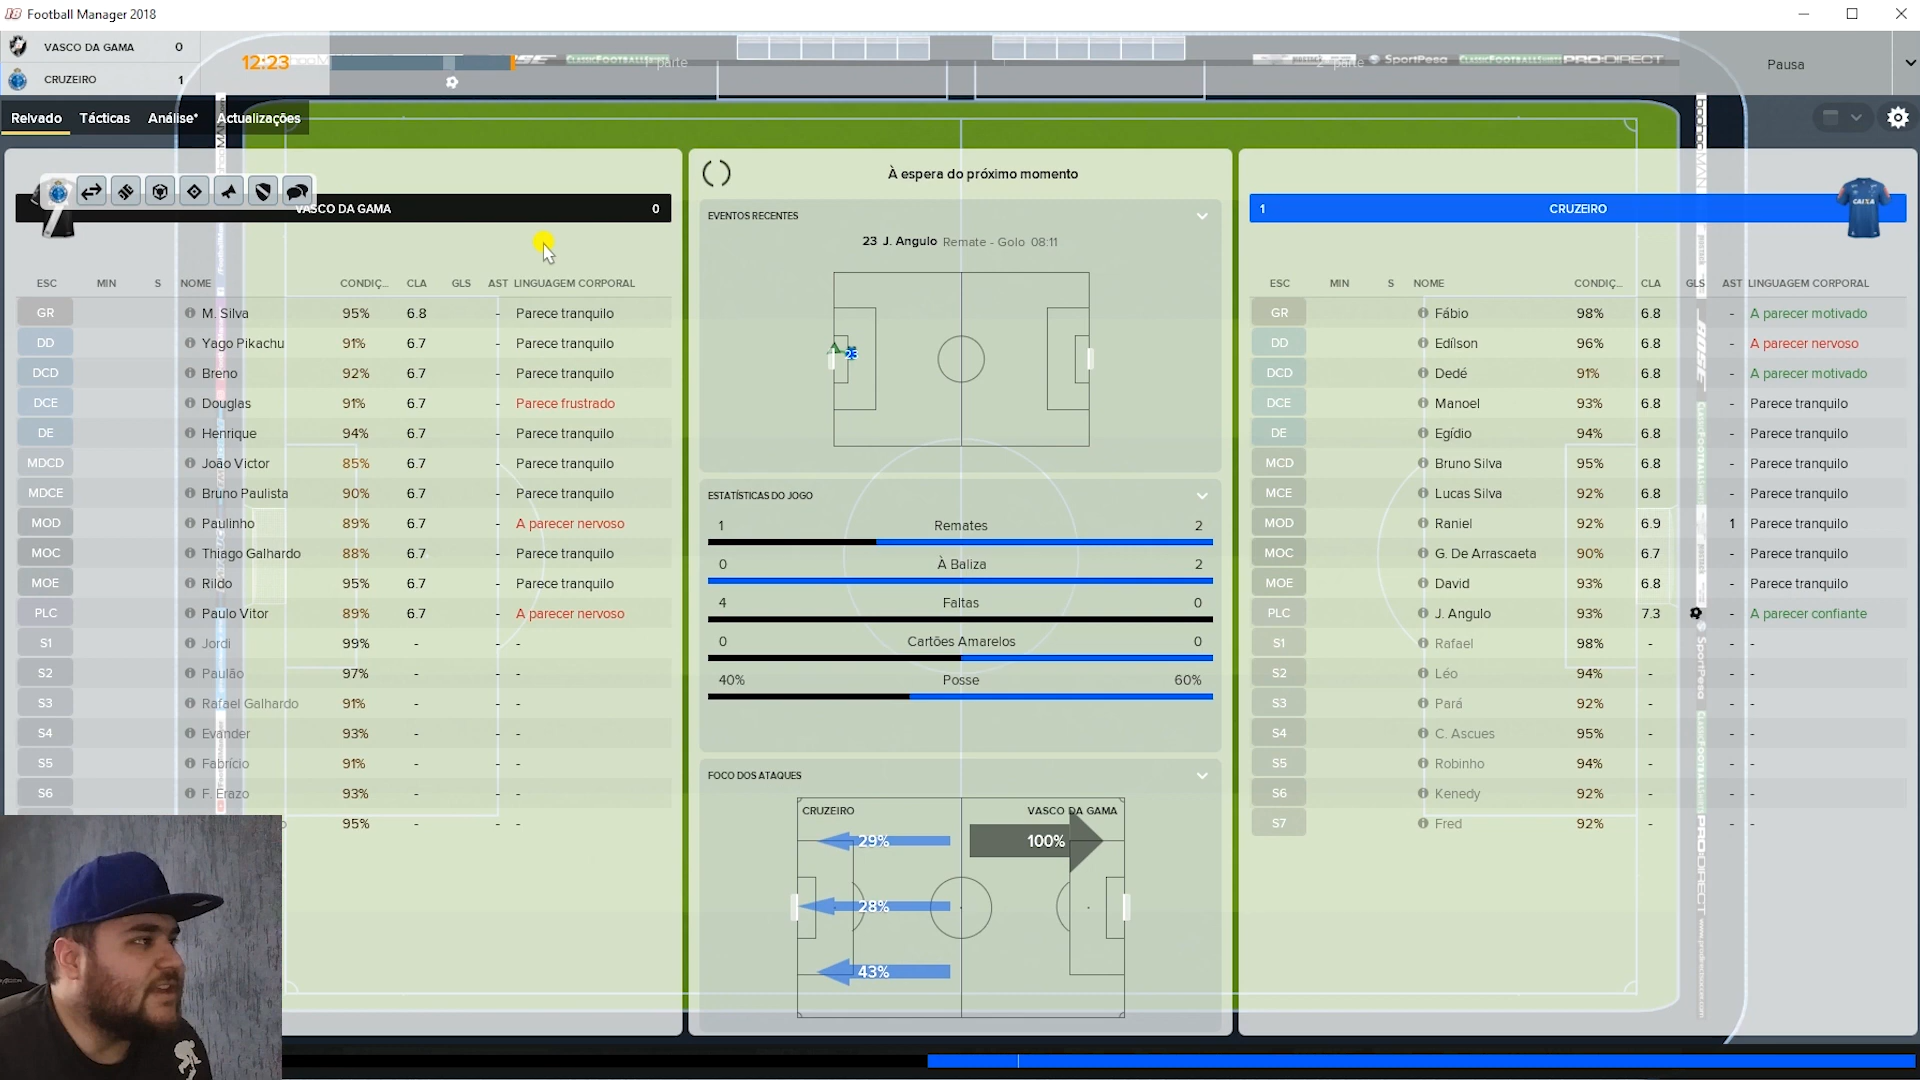 Football Manager 2018
VASCO DA GAMA 0
CRUZEIRO 1
12:23
1ª parte
2ª parte
SportPesa
PRO:DIRECT
Pausa
Relvado Tácticas Análise* Actualizações
VASCO DA GAMA 0
ESC MIN S NOME CONDIÇ... CLA GLS AST LINGUAGEM CORPORAL
GR M. Silva 95% 6.8 - Parece tranquilo
DD Yago Pikachu 91% 6.7 - Parece tranquilo
DCD Breno 92% 6.7 - Parece tranquilo
DCE Douglas 91% 6.7 - Parece frustrado
DE Henrique 94% 6.7 - Parece tranquilo
MDCD João Victor 85% 6.7 - Parece tranquilo
MDCE Bruno Paulista 90% 6.7 - Parece tranquilo
MOD Paulinho 89% 6.7 - A parecer nervoso
MOC Thiago Galhardo 88% 6.7 - Parece tranquilo
MOE Rildo 95% 6.7 - Parece tranquilo
PLC Paulo Vitor 89% 6.7 - A parecer nervoso
S1 Jordi 99% - - -
S2 Paulão 97% - - -
S3 Rafael Galhardo 91% - - -
S4 Evander 93% - - -
S5 Fabrício 91% - - -
S6 F. Erazo 93% - - -
95% - - -
À espera do próximo momento
EVENTOS RECENTES
23 J. Angulo Remate - Golo 08:11
23
ESTATÍSTICAS DO JOGO
1 Remates 2
0 À Baliza 2
4 Faltas 0
0 Cartões Amarelos 0
40% Posse 60%
FOCO DOS ATAQUES
CRUZEIRO VASCO DA GAMA
29% 100%
28%
43%
1 CRUZEIRO
CAIXA
ESC MIN S NOME CONDIÇ... CLA GLS AST LINGUAGEM CORPORAL
GR Fábio 98% 6.8 - A parecer motivado
DD Edílson 96% 6.8 - A parecer nervoso
DCD Dedé 91% 6.8 - A parecer motivado
DCE Manoel 93% 6.8 - Parece tranquilo
DE Egídio 94% 6.8 - Parece tranquilo
MCD Bruno Silva 95% 6.8 - Parece tranquilo
MCE Lucas Silva 92% 6.8 - Parece tranquilo
MOD Raniel 92% 6.9 1 Parece tranquilo
MOC G. De Arrascaeta 90% 6.7 - Parece tranquilo
MOE David 93% 6.8 - Parece tranquilo
PLC J. Angulo 93% 7.3 - A parecer confiante
S1 Rafael 98% - - -
S2 Léo 94% - - -
S3 Pará 92% - - -
S4 C. Ascues 95% - - -
S5 Robinho 94% - - -
S6 Kenedy 92% - - -
S7 Fred 92% - - -
boohooMAN
BOSE
SportPesa
PRO:DIRECT